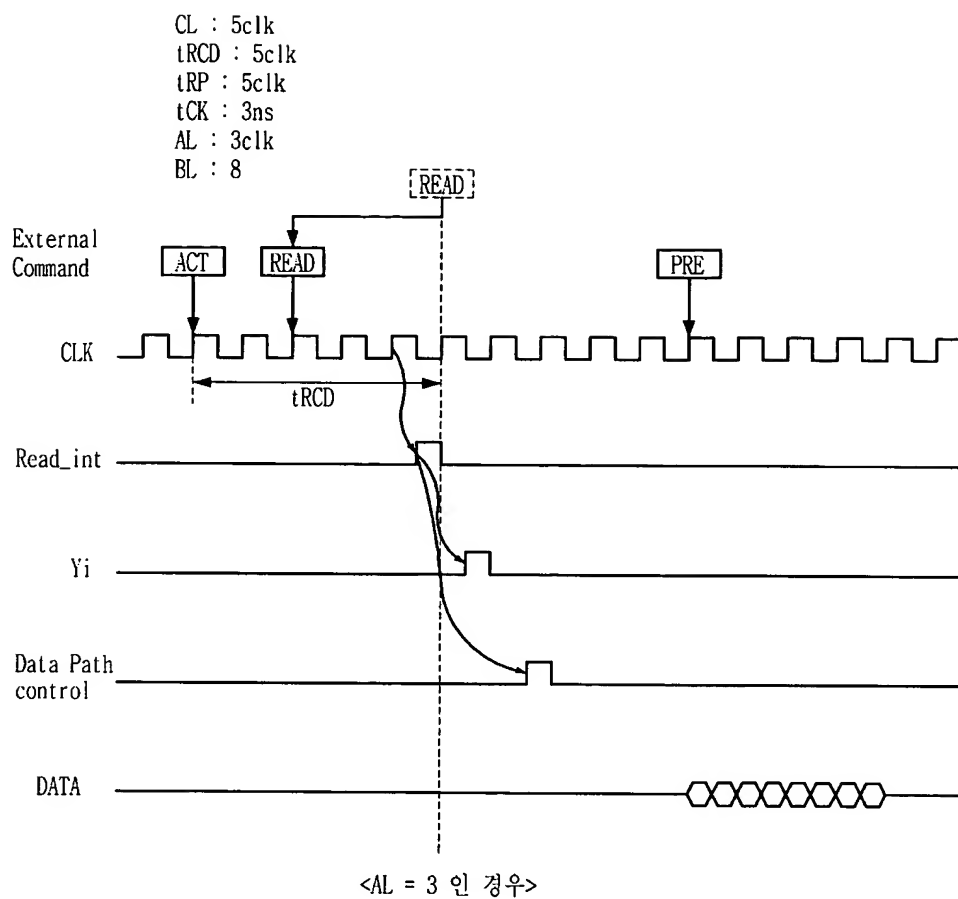 CL : 5clk
tRCD : 5clk
tRP : 5clk
tCK : 3ns
AL : 3clk
BL : 8
READ
External
Command
ACT
READ
PRE
CLK
tRCD
Read_int
Yi
Data Path
control
DATA
<AL = 3 인 경우>